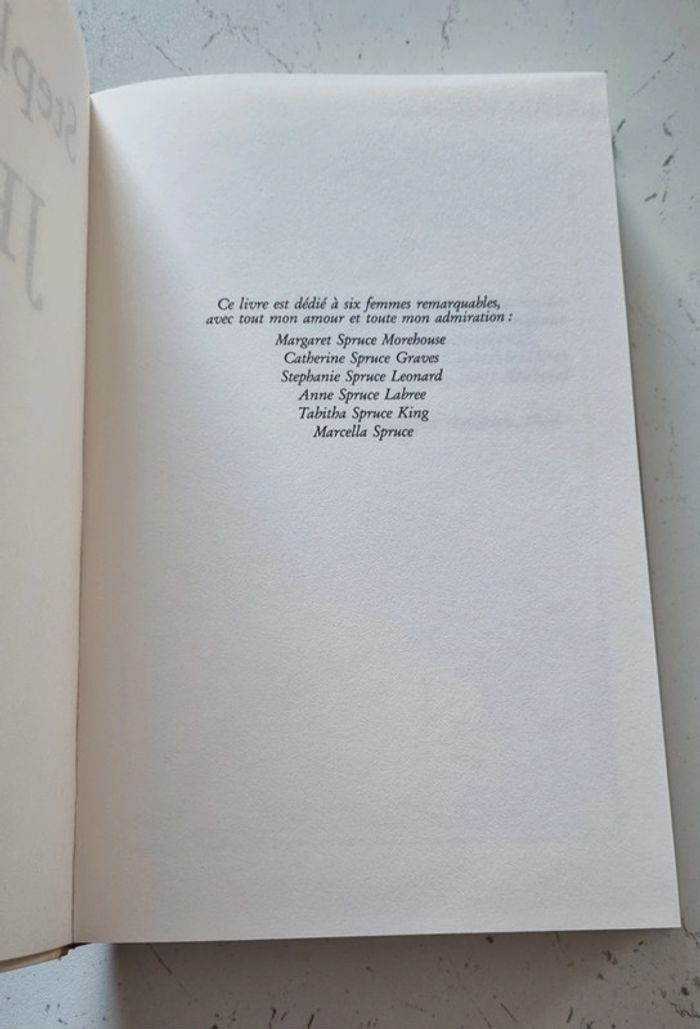 Ce livre est dédié à six femmes remarquables,
avec tout mon amour et toute mon admiration :
Margaret Spruce Morehouse
Catherine Spruce Graves
Stephanie Spruce Leonard
Anne Spruce Labree
Tabitha Spruce King
Marcella Spruce